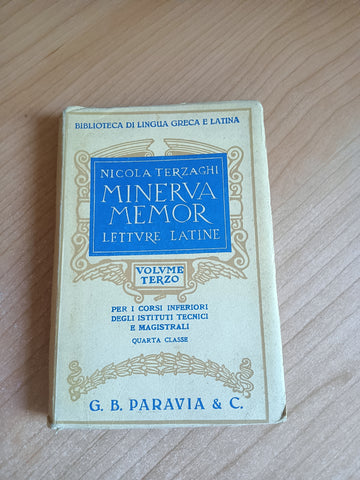 BIBLIOTECA DI LINGUA GRECA E LATINA
NICOLA TERZAGHI
MINERVA
MEMOR
LETTVRE LATINE
VOLVME
TERZO
PER I CORSI INFERIORI
DEGLI ISTITUTI TECNICI
E MAGISTRALI
QUARTA CLASSE
G. B. PARAVIA & C.